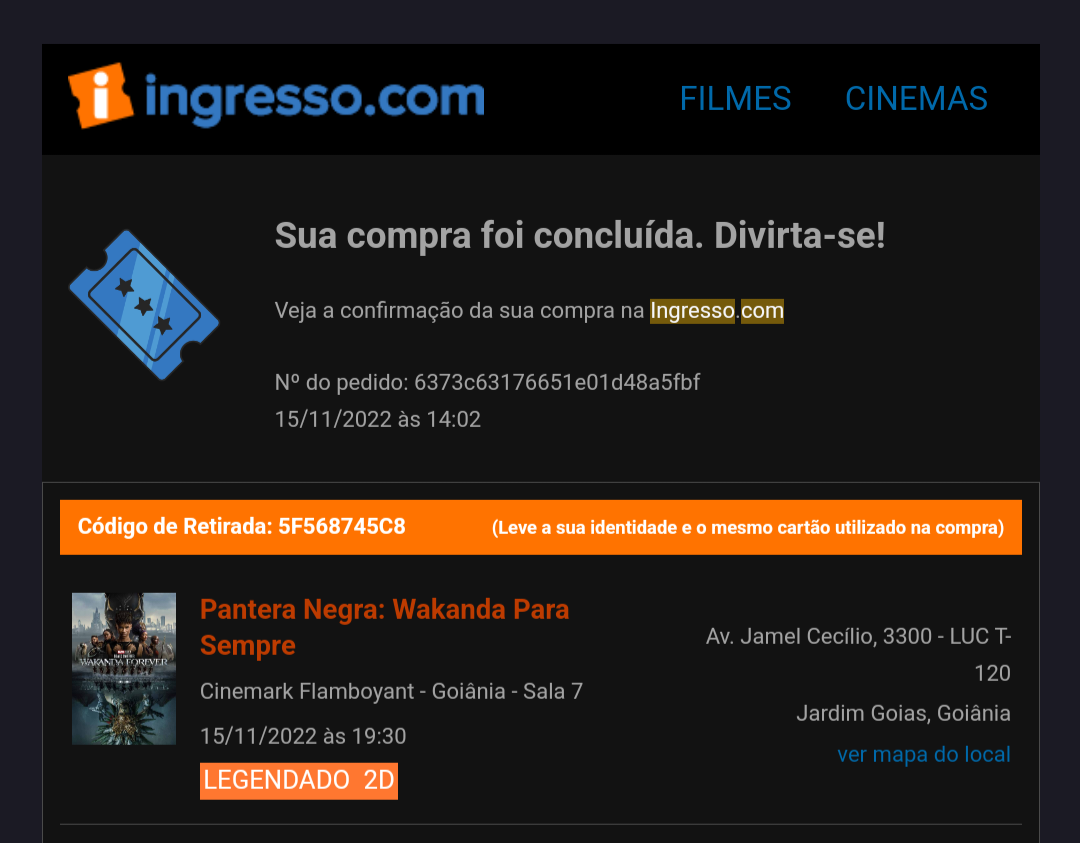 ingresso.com
FILMES CINEMAS
Sua compra foi concluída. Divirta-se!
Veja a confirmação da sua compra na Ingresso.com
Nº do pedido: 6373c63176651e01d48a5fbf
15/11/2022 às 14:02
Código de Retirada: 5F568745C8 (Leve a sua identidade e o mesmo cartão utilizado na compra)
WAKANDA FOREVER
Pantera Negra: Wakanda Para
Sempre
Cinemark Flamboyant - Goiânia - Sala 7
15/11/2022 às 19:30
LEGENDADO 2D
Av. Jamel Cecílio, 3300 - LUC T-
120
Jardim Goias, Goiânia
ver mapa do local